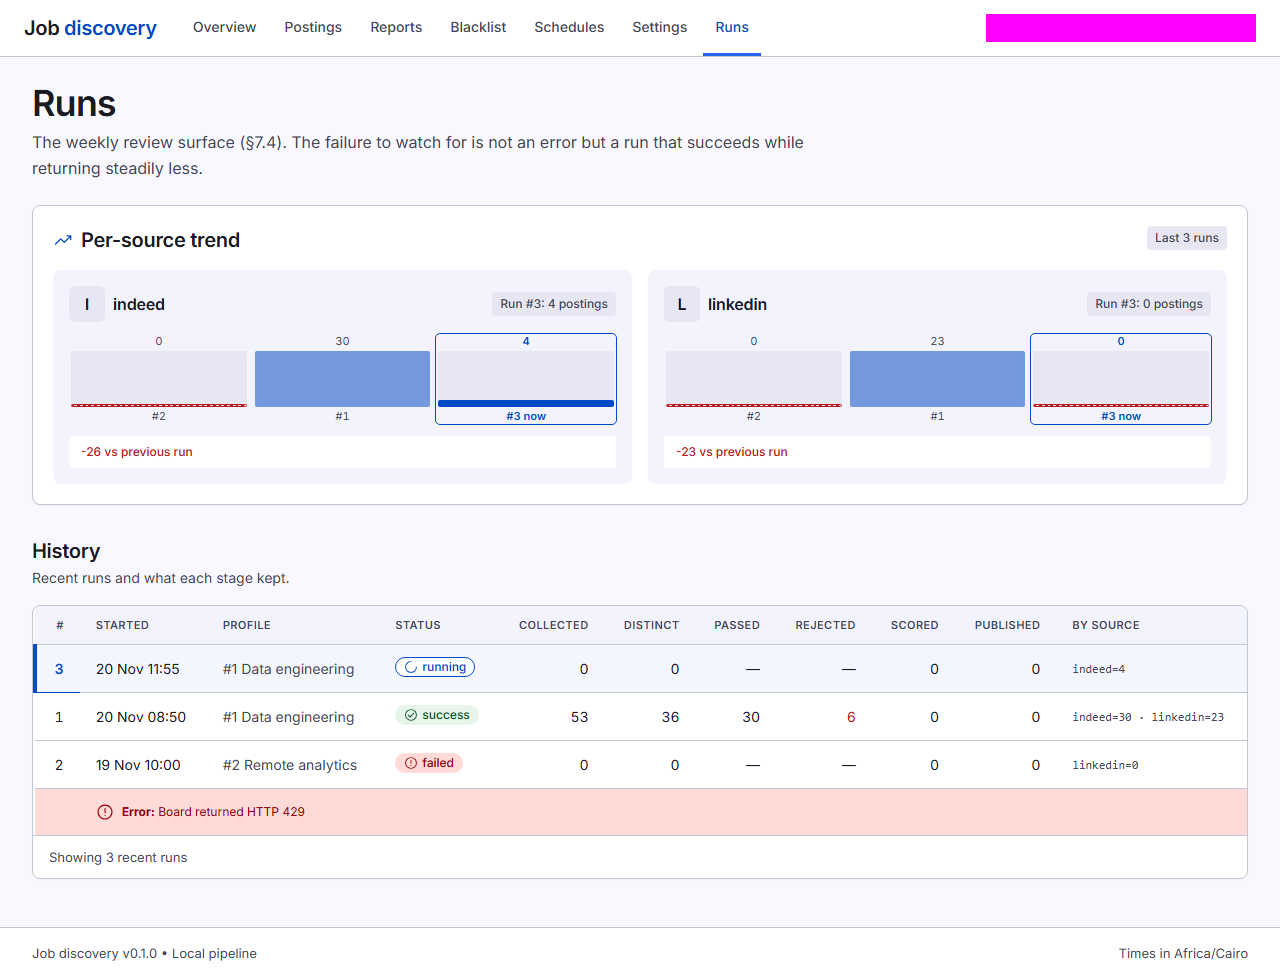 Job discovery Overview Postings Reports Blacklist Schedules Settings Runs
Runs
The weekly review surface (§7.4). The failure to watch for is not an error but a run that succeeds while
returning steadily less.
Per-source trend
Last 3 runs
I indeed Run #3: 4 postings
0 30 4
#2 #1 #3 now
-26 vs previous run
L linkedin Run #3: 0 postings
0 23 0
#2 #1 #3 now
-23 vs previous run
History
Recent runs and what each stage kept.
# STARTED PROFILE STATUS COLLECTED DISTINCT PASSED REJECTED SCORED PUBLISHED BY SOURCE
3 20 Nov 11:55 #1 Data engineering running 0 0 — — 0 0 indeed=4
1 20 Nov 08:50 #1 Data engineering success 53 36 30 6 0 0 indeed=30 · linkedin=23
2 19 Nov 10:00 #2 Remote analytics failed 0 0 — — 0 0 linkedin=0
Error: Board returned HTTP 429
Showing 3 recent runs
Job discovery v0.1.0 • Local pipeline
Times in Africa/Cairo